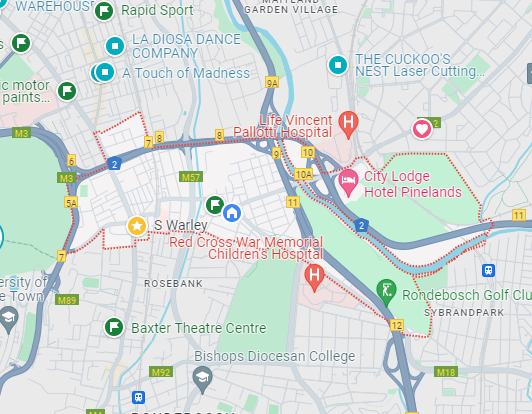 WAREHOUS
MAITLAND
GARDEN VILLAGE
Rapid Sport
LA DIOSA DANCE
COMPANY
A Touch of Madness
THE CUCKOO'S
NEST Laser Cutting...
ic motor
paints...
9A
Life Vincent
Pallotti Hospital
M3
7
8
8
6
2
9
10
M3
M57
10A
City Lodge
Hotel Pinelands
5A
11
11
S Warley
2
Red Cross War Memorial
Children's Hospital
7
ROSEBANK
M89
Rondebosch Golf Clu
SYBRANDPARK
ersity of
e Town
12
Baxter Theatre Centre
Bishops Diocesan College
M92
M18